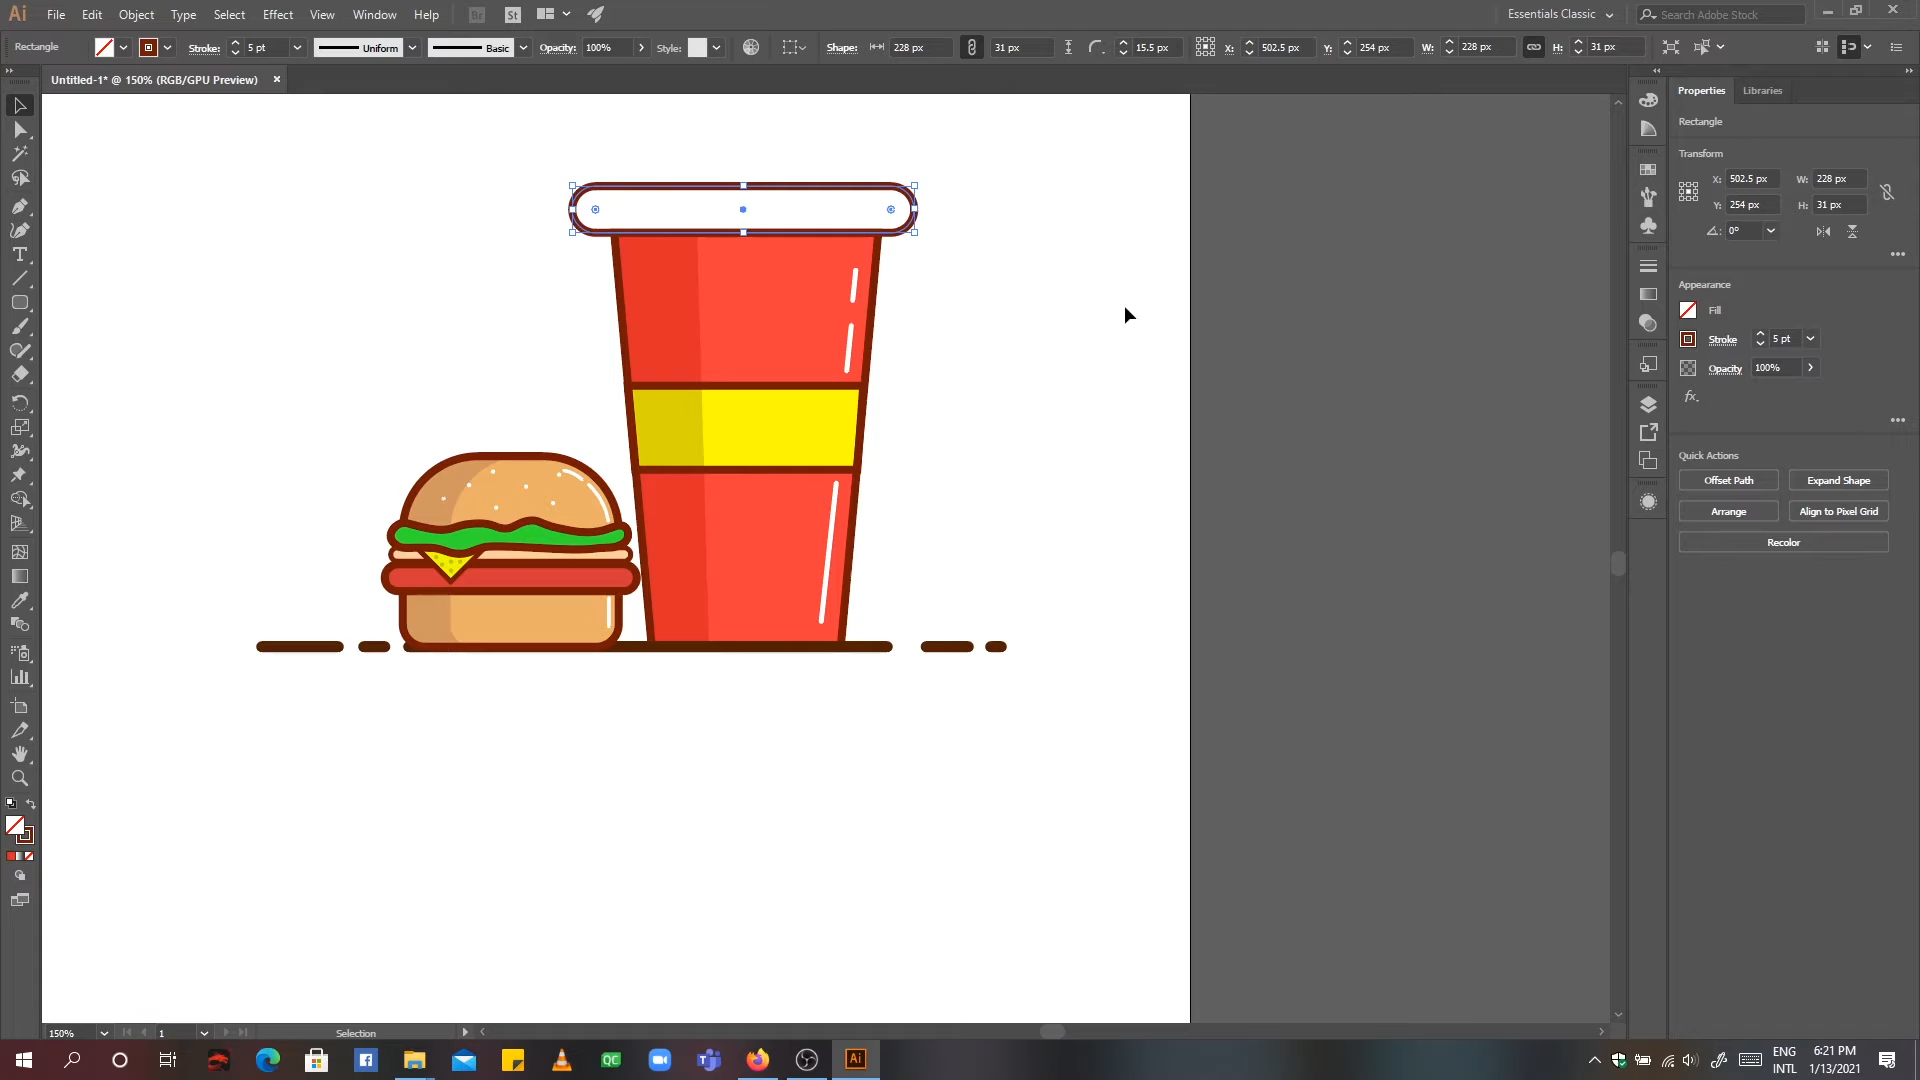 Ai File Edit Object Type Select Effect View Window Help Br St Essentials Classic Search Adobe Stock
Rectangle Stroke: 5 pt Uniform Basic Opacity: 100% Style: Shape: 228 px 31 px 15.5 px X: 502.5 px Y: 254 px W: 228 px H: 31 px
Untitled-1* @ 150% (RGB/GPU Preview)
Properties Libraries
Rectangle
Transform
X: 502.5 px W: 228 px
Y: 254 px H: 31 px
0°
Appearance
Fill
Stroke 5 pt
Opacity 100%
fx.
Quick Actions
Offset Path Expand Shape
Arrange Align to Pixel Grid
Recolor
150% 1 Selection
QC Ai ENG 6:21 PM
INTL 1/13/2021